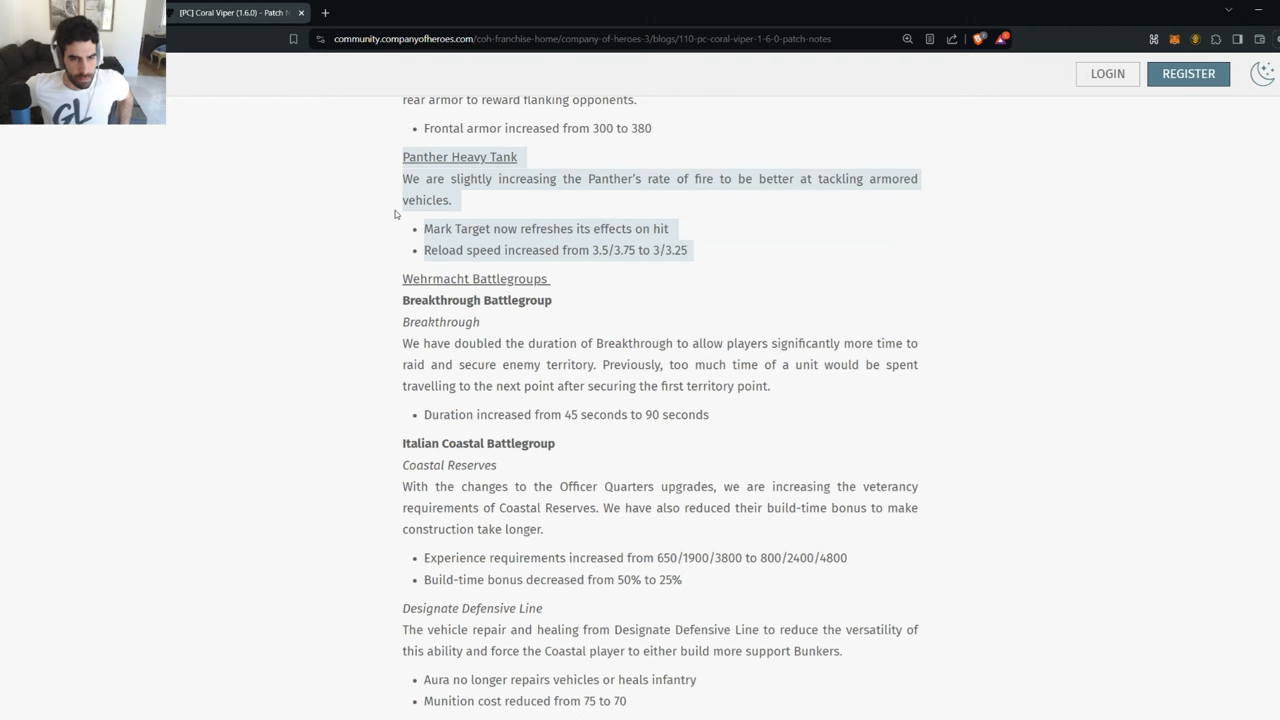 [PC] Coral Viper (1.6.0) - Patch N
community.companyofheroes.com/coh-franchise-home/company-of-heroes-3/blogs/110-pc-coral-viper-1-6-0-patch-notes
GL
LOGIN
REGISTER
rear armor to reward flanking opponents.
• Frontal armor increased from 300 to 380
Panther Heavy Tank
We are slightly increasing the Panther's rate of fire to be better at tackling armored
vehicles.
• Mark Target now refreshes its effects on hit
• Reload speed increased from 3.5/3.75 to 3/3.25
Wehrmacht Battlegroups
Breakthrough Battlegroup
Breakthrough
We have doubled the duration of Breakthrough to allow players significantly more time to
raid and secure enemy territory. Previously, too much time of a unit would be spent
travelling to the next point after securing the first territory point.
• Duration increased from 45 seconds to 90 seconds
Italian Coastal Battlegroup
Coastal Reserves
With the changes to the Officer Quarters upgrades, we are increasing the veterancy
requirements of Coastal Reserves. We have also reduced their build-time bonus to make
construction take longer.
• Experience requirements increased from 650/1900/3800 to 800/2400/4800
• Build-time bonus decreased from 50% to 25%
Designate Defensive Line
The vehicle repair and healing from Designate Defensive Line to reduce the versatility of
this ability and force the Coastal player to either build more support Bunkers.
• Aura no longer repairs vehicles or heals infantry
• Munition cost reduced from 75 to 70